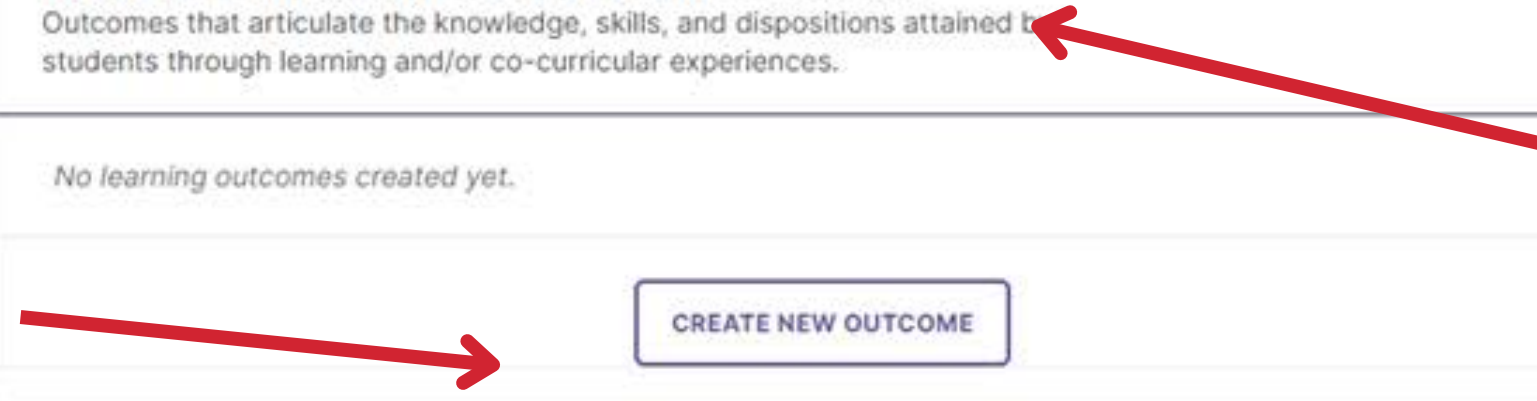 Outcomes that articulate the knowledge, skills, and dispositions attained
students through learning and/or co-curricular experiences.
No learning outcomes created yet.
CREATE NEW OUTCOME